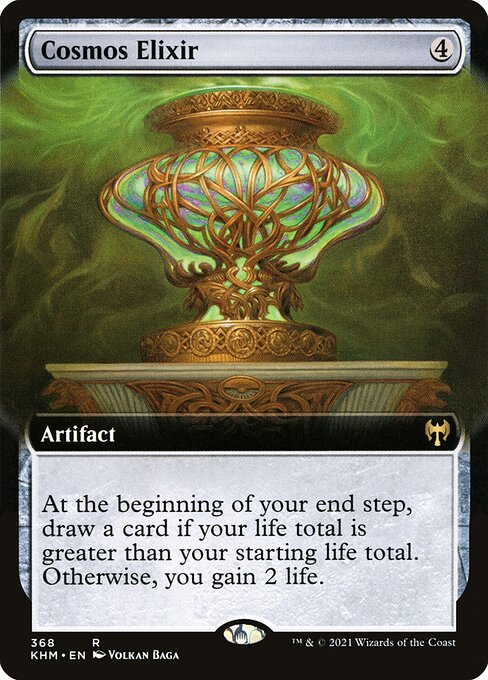 Cosmos Elixir 4
Artifact
At the beginning of your end step,
draw a card if your life total is
greater than your starting life total.
Otherwise, you gain 2 life.
368 R
KHM • EN VOLKAN BAGA
™ & © 2021 Wizards of the Coast